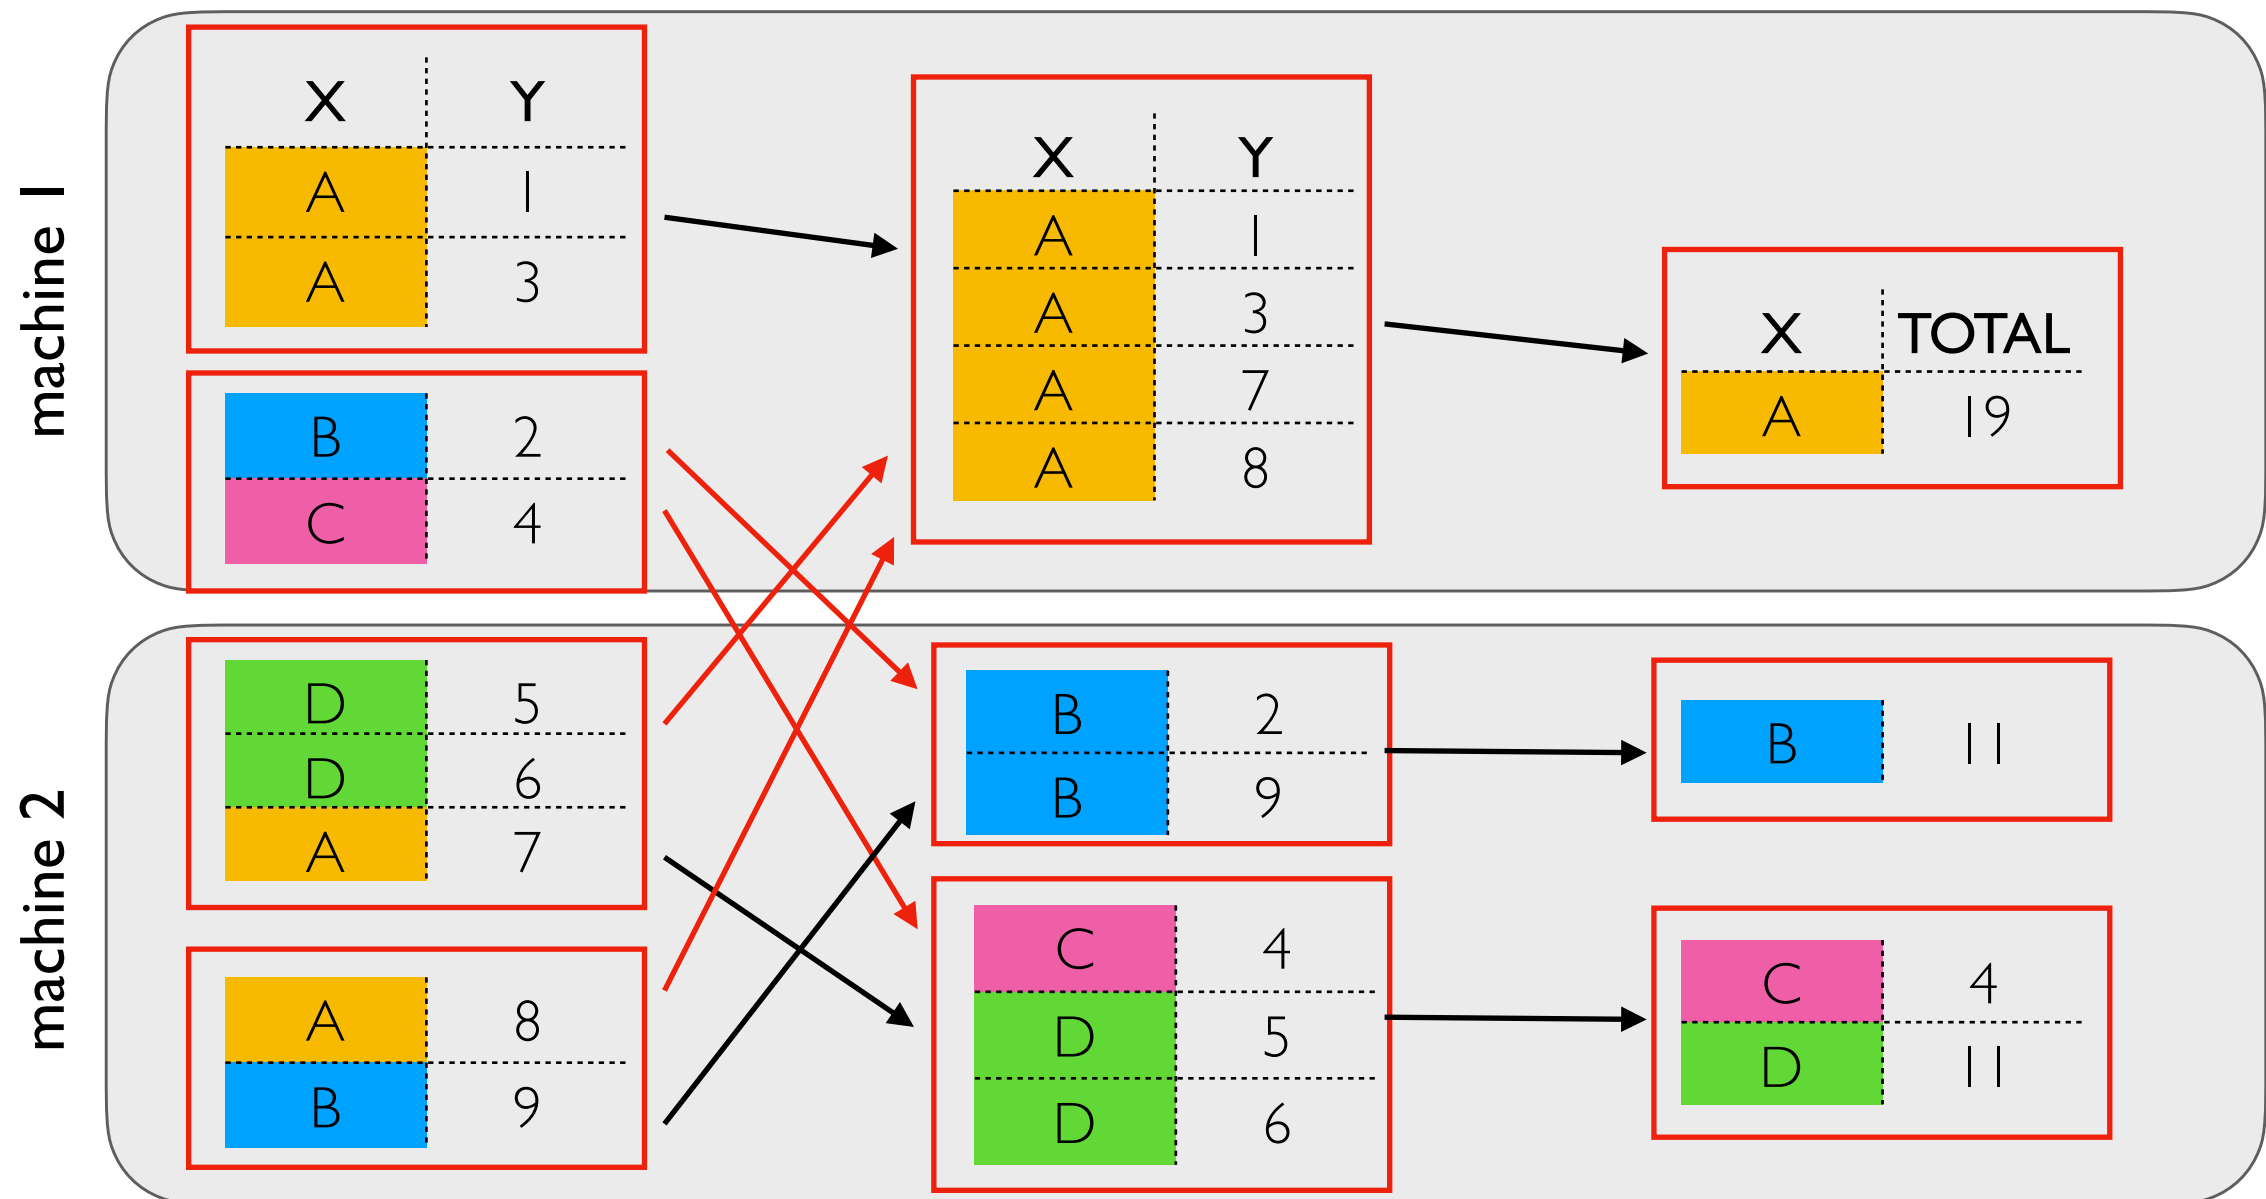 machine 1
X Y
A 1
A 3
B 2
C 4
X Y
A 1
A 3
A 7
A 8
X TOTAL
A 19
machine 2
D 5
D 6
A 7
A 8
B 9
B 2
B 9
C 4
D 5
D 6
B 11
C 4
D 11